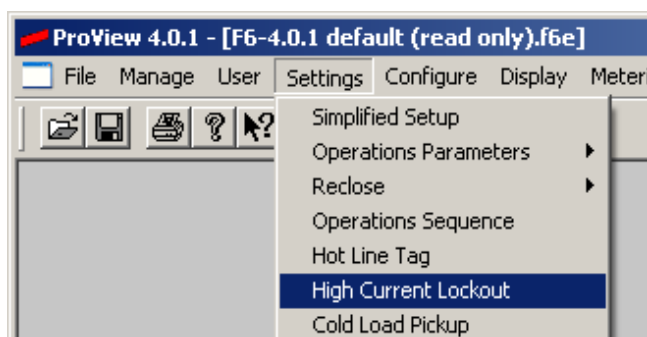 ProView 4.0.1 - [F6-4.0.1 default (read only).f6e]
File Manage User Settings Configure Display Meteri
Simplified Setup
Operations Parameters
Reclose
Operations Sequence
Hot Line Tag
High Current Lockout
Cold Load Pickup